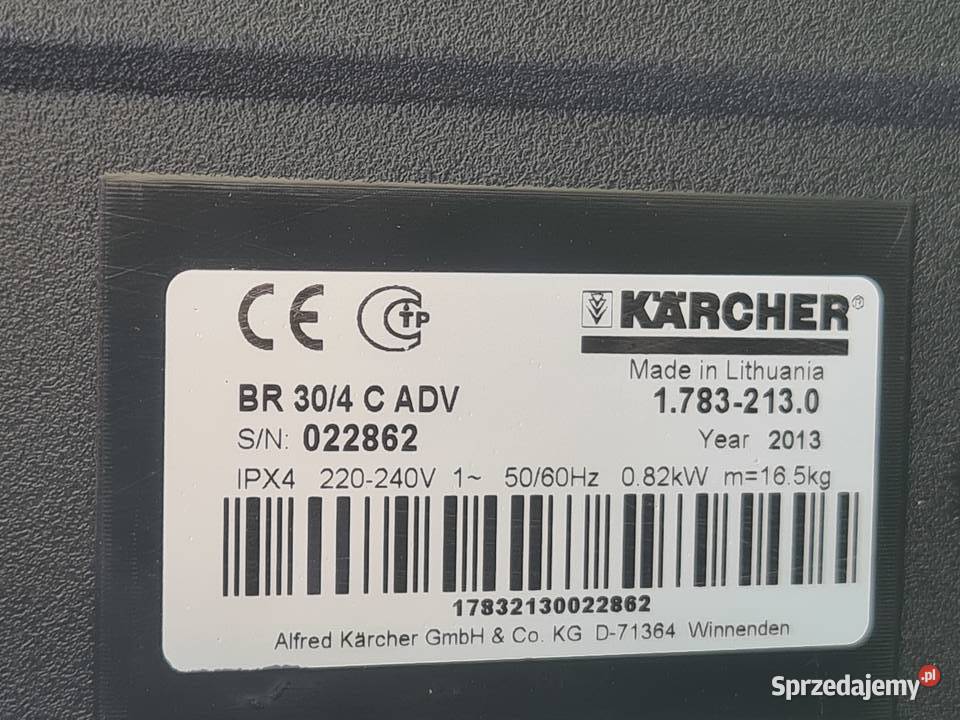 CE CTP
KÄRCHER®
Made in Lithuania
BR 30/4 C ADV 1.783-213.0
S/N: 022862 Year 2013
IPX4 220-240V 1~ 50/60Hz 0.82kW m=16.5kg
17832130022862
Alfred Kärcher GmbH & Co. KG D-71364 Winnenden
Sprzedajemy.pl